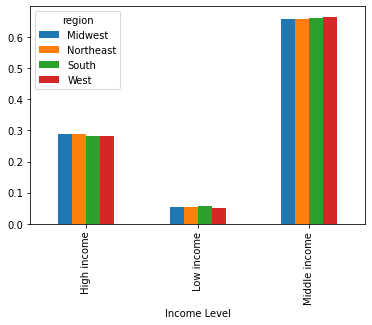 region
Midwest
Northeast
South
West
0.6
0.5
0.4
0.3
0.2
0.1
0.0
High income
Low income
Middle income
Income Level